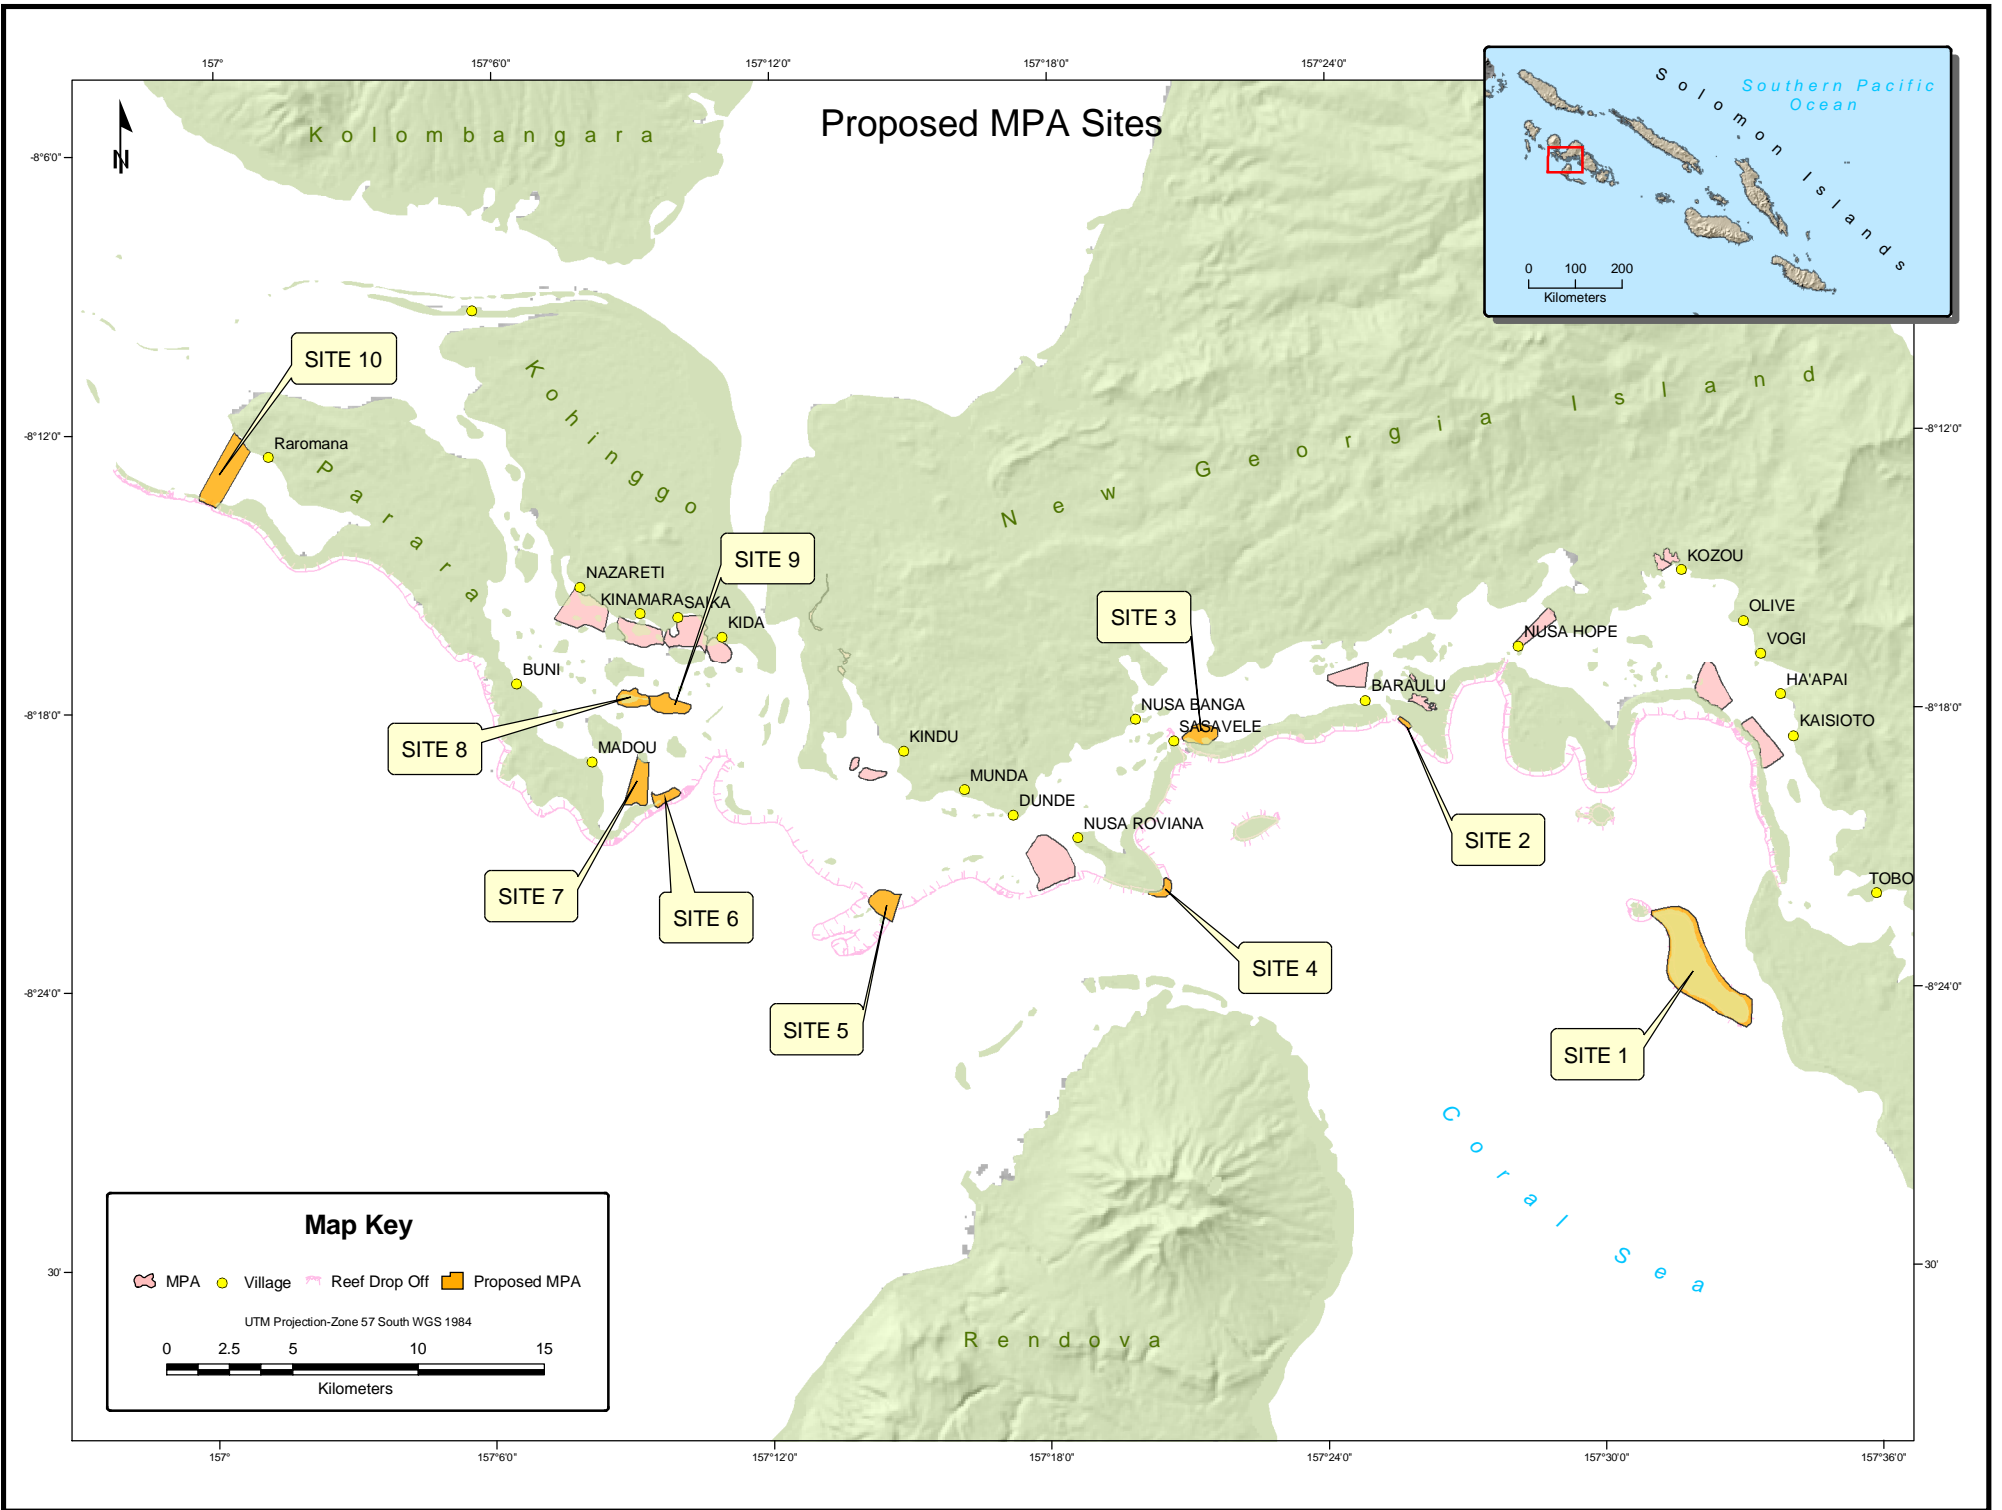 157° 157°6'0" 157°12'0" 157°18'0" 157°24'0"
Proposed MPA Sites
N
Kolombangara
Solomon Islands
Southern Pacific
Ocean
0 100 200
Kilometers
-8°6'0"
SITE 10
Kohinggo
New Georgia Island
-8°12'0" -8°12'0"
Raromana
Parara
SITE 9
NAZARETI
KINAMARA SAIKA
KIDA
BUNI
SITE 3
KOZOU
OLIVE
NUSA HOPE
VOGI
HA'APAI
BARAULU
NUSA BANGA
SASAVELE
KAISIOTO
-8°18'0" -8°18'0"
SITE 8
MADOU
KINDU
MUNDA
DUNDE
NUSA ROVIANA
SITE 2
TOBO
SITE 7
SITE 6
SITE 4
SITE 5
SITE 1
-8°24'0" -8°24'0"
Coral Sea
Rendova
30' 30'
Map Key
MPA Village Reef Drop Off Proposed MPA
UTM Projection-Zone 57 South WGS 1984
0 2.5 5 10 15
Kilometers
157° 157°6'0" 157°12'0" 157°18'0" 157°24'0" 157°30'0" 157°36'0"